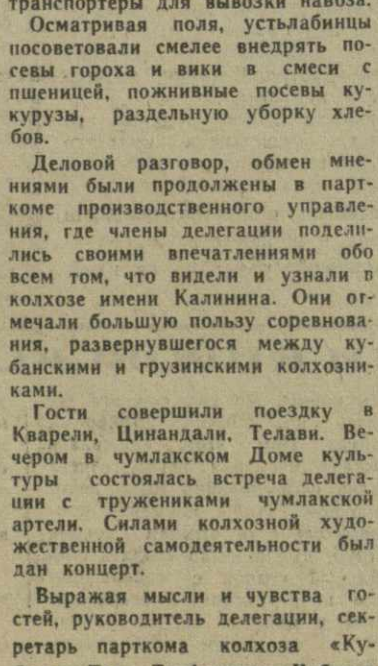 транспортеры для вывозки навоза.
Осматривая поля, устьлабинцы
посоветовали смелее внедрять по-
севы гороха и вики в смеси с
пшеницей, пожнивные посевы ку-
курузы, раздельную уборку хле-
бов.
Деловой разговор, обмен мне-
ниями были продолжены в парт-
коме производственного управле-
ния, где члены делегации подели-
лись своими впечатлениями обо
всем том, что видели и узнали в
колхозе имени Калинина. Они от-
мечали большую пользу соревнова-
ния, развернувшегося между ку-
банскими и грузинскими колхозни-
ками.
Гости совершили поездку в
Кварели, Цинандали, Телави. Ве-
чером в чумлакском Доме куль-
туры состоялась встреча делега-
ции с тружениками чумлакской
артели. Силами колхозной худо-
жественной самодеятельности был
дан концерт.
Выражая мысли и чувства го-
стей, руководитель делегации, сек-
ретарь парткома колхоза «Ку-